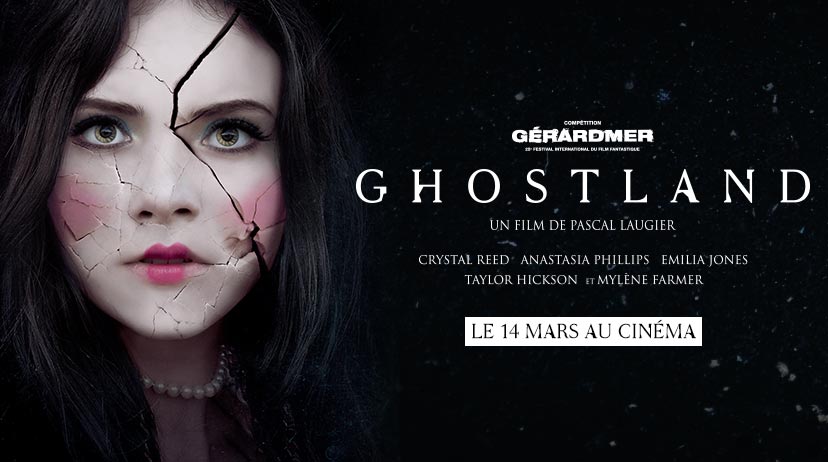 COMPÉTITION
GÉRARDMER
25e FESTIVAL INTERNATIONAL DU FILM FANTASTIQUE
GHOSTLAND
UN FILM DE PASCAL LAUGIER
CRYSTAL REED ANASTASIA PHILLIPS EMILIA JONES
TAYLOR HICKSON ET MYLÈNE FARMER
LE 14 MARS AU CINÉMA